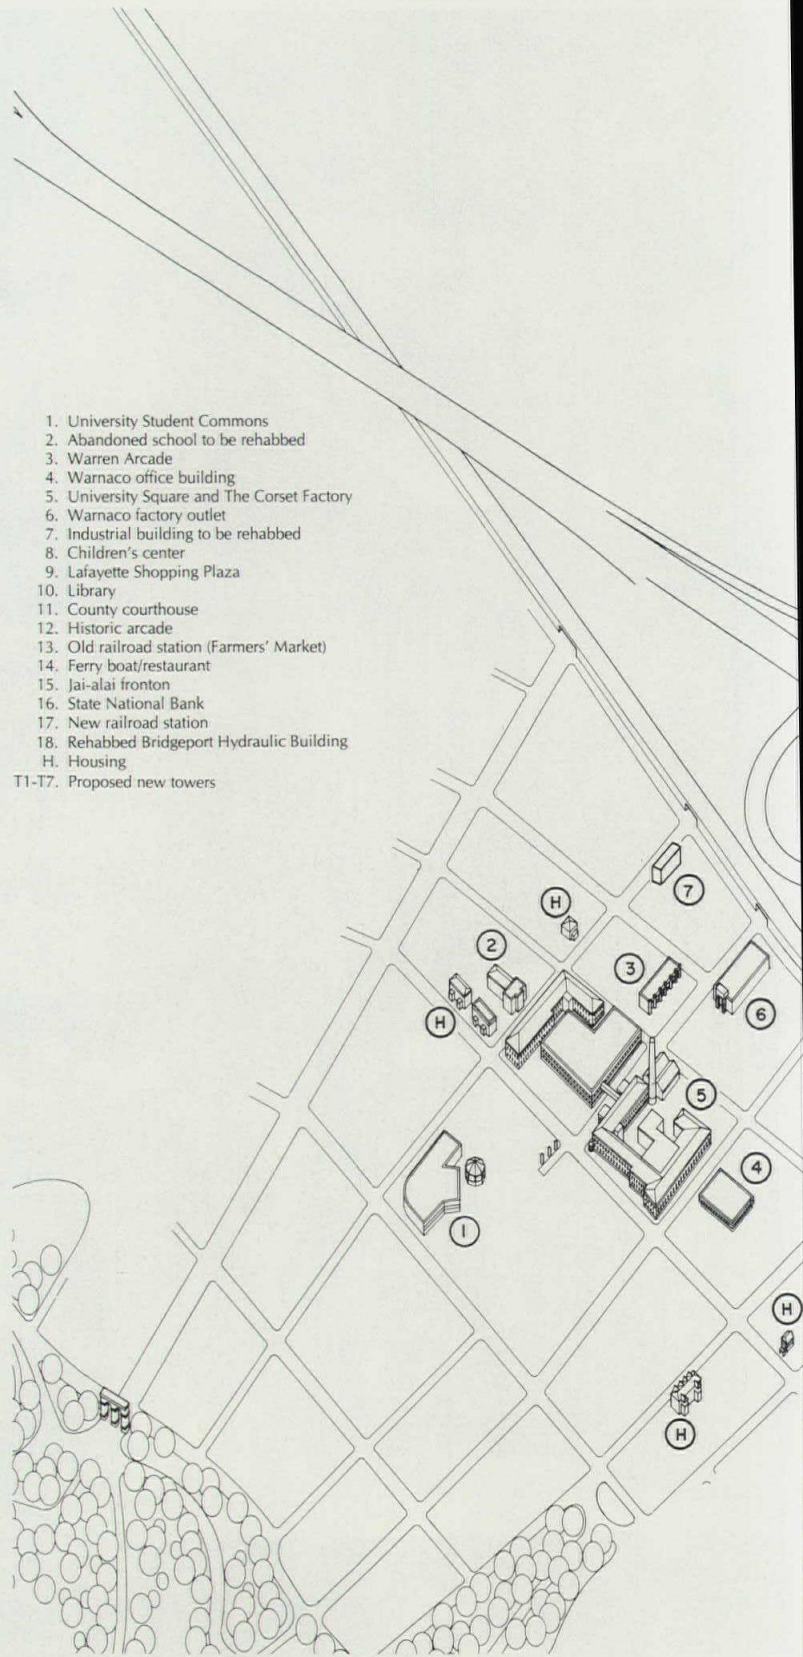 1. University Student Commons
2. Abandoned school to be rehabbed
3. Warren Arcade
4. Warnaco office building
5. University Square and The Corset Factory
6. Warnaco factory outlet
7. Industrial building to be rehabbed
8. Children's center
9. Lafayette Shopping Plaza
10. Library
11. County courthouse
12. Historic arcade
13. Old railroad station (Farmers' Market)
14. Ferry boat/restaurant
15. Jai-alai fronton
16. State National Bank
17. New railroad station
18. Rehabbed Bridgeport Hydraulic Building
H. Housing
T1-T7. Proposed new towers
7
H
2
3
6
H
5
4
1
H
H